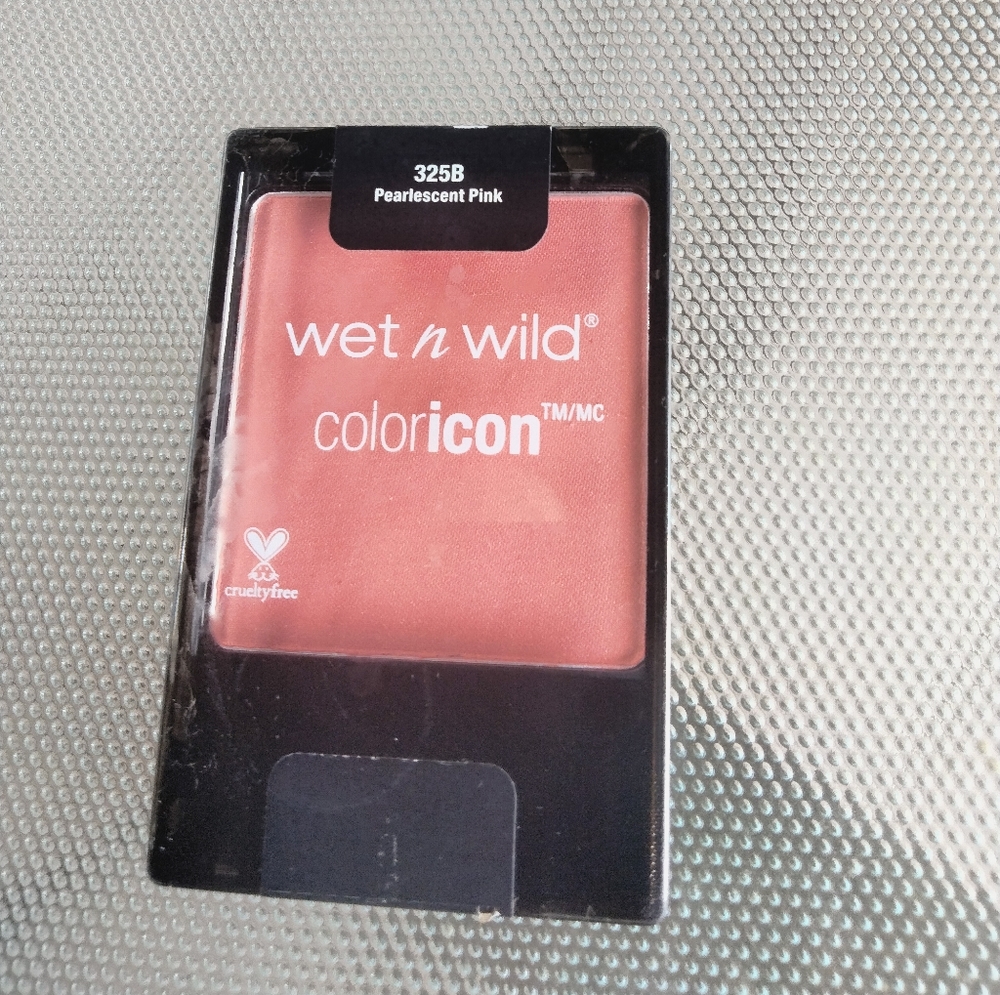 325B
Pearlescent Pink
wet n wild®
coloricon™/MC
crueltyfree